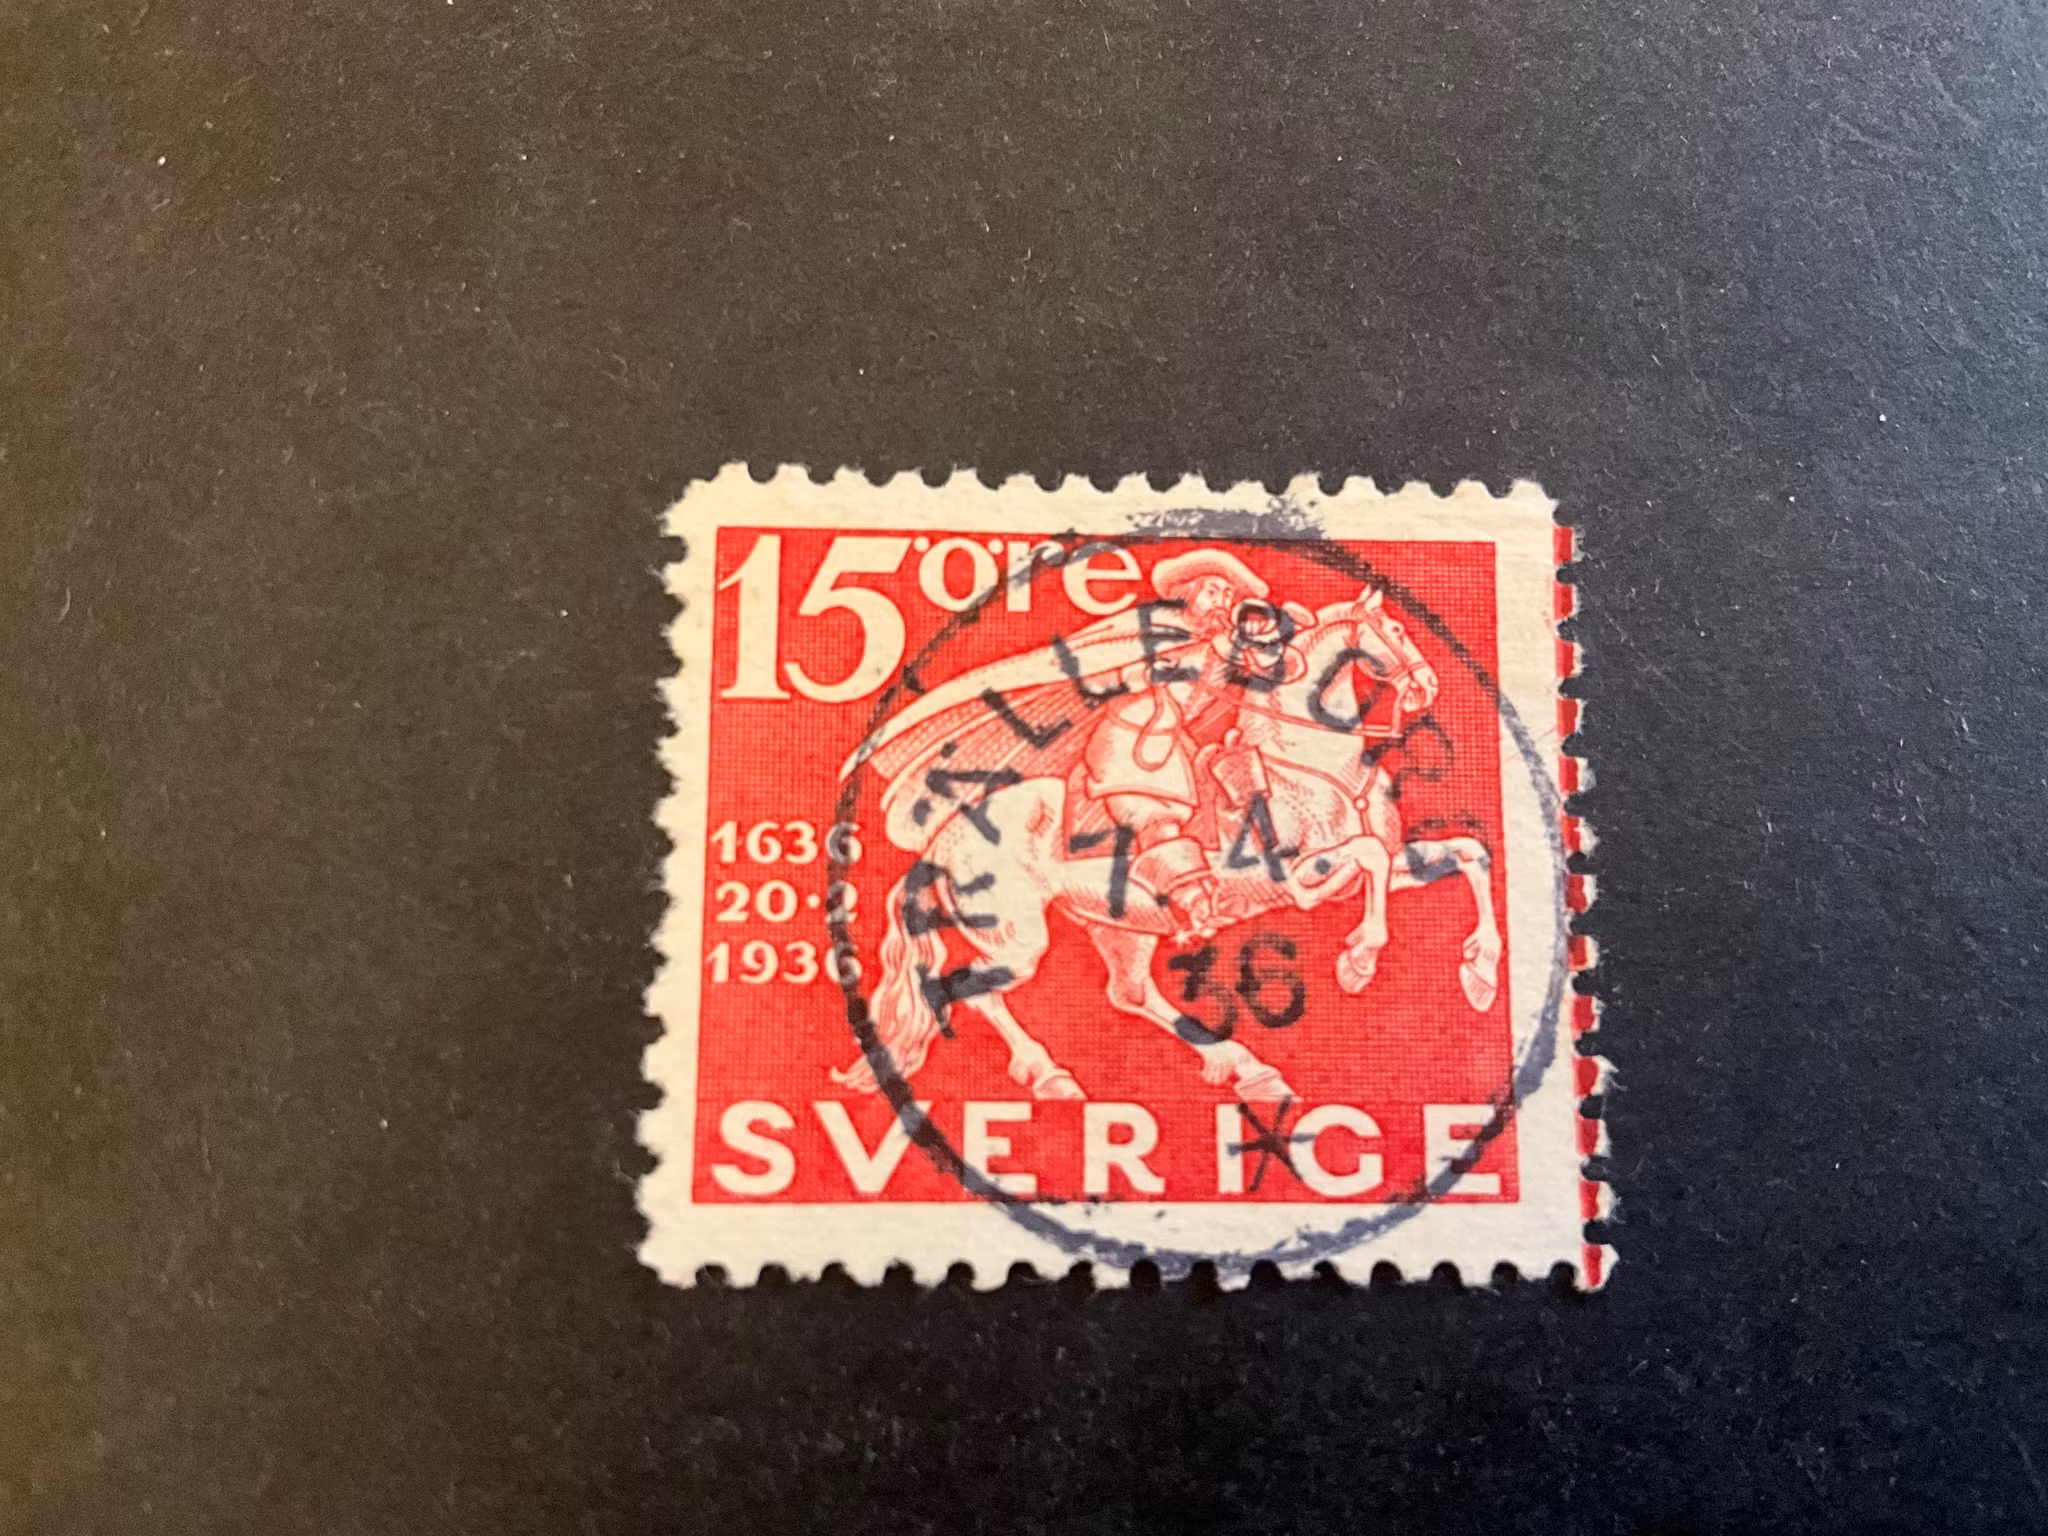 15 öre
1636
20·2
1936
SVERIGE
TRÄLLEBORG
7. 4.
36